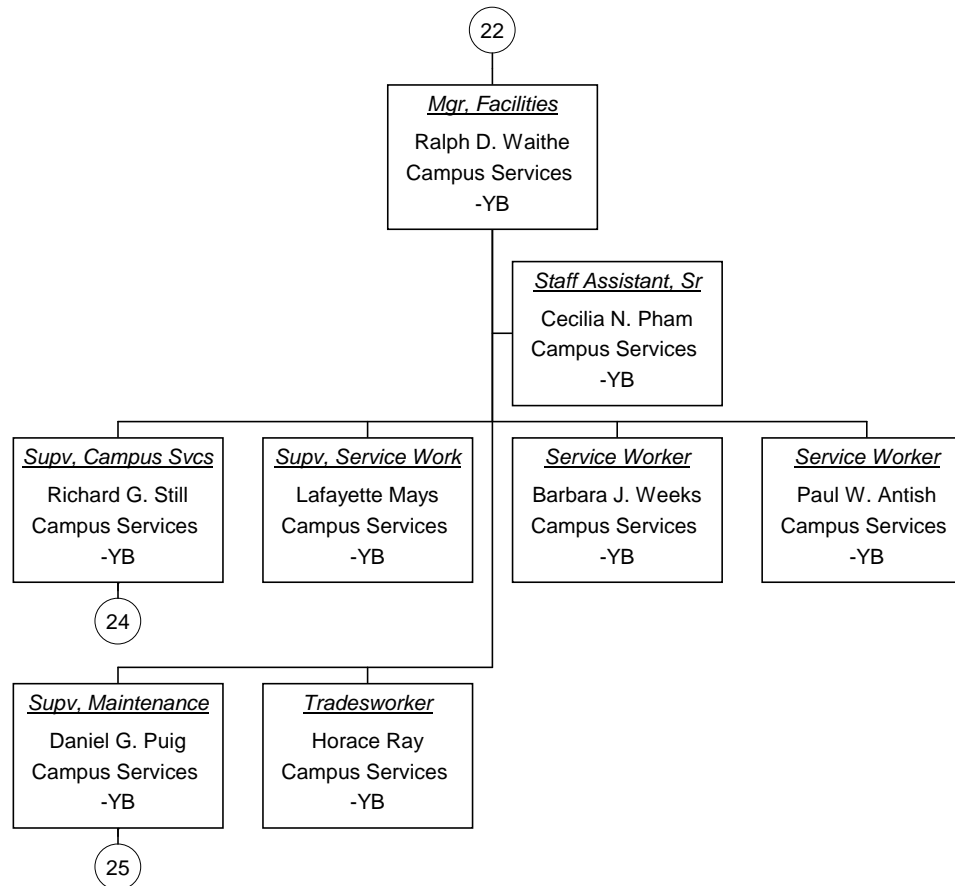 22
Mgr, Facilities
Ralph D. Waithe
Campus Services
-YB
Staff Assistant, Sr
Cecilia N. Pham
Campus Services
-YB
Supv, Campus Svcs
Richard G. Still
Campus Services
-YB
24
Supv, Service Work
Lafayette Mays
Campus Services
-YB
Service Worker
Barbara J. Weeks
Campus Services
-YB
Service Worker
Paul W. Antish
Campus Services
-YB
Supv, Maintenance
Daniel G. Puig
Campus Services
-YB
25
Tradesworker
Horace Ray
Campus Services
-YB